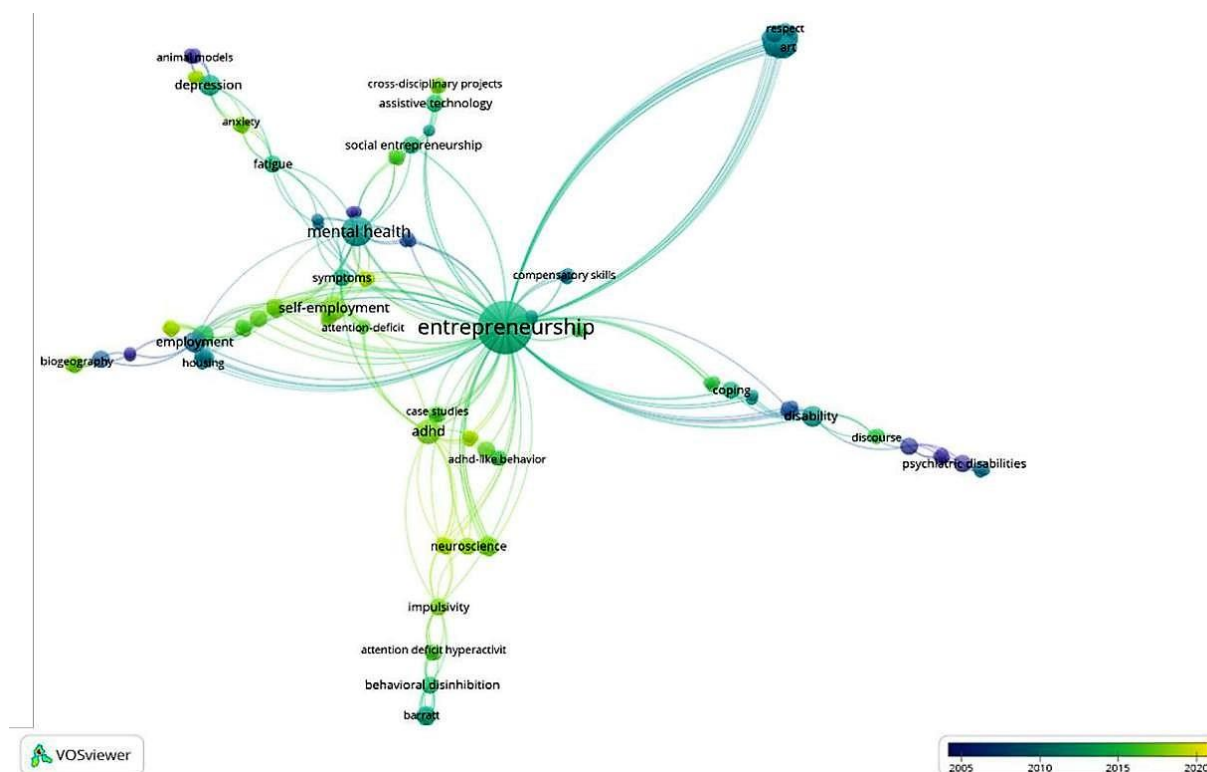 respect
art
animal models
depression
cross-disciplinary projects
assistive technology
anxiety
social entrepreneurship
fatigue
mental health
compensatory skills
symptoms
self-employment
attention-deficit
entrepreneurship
employment
biogeography
housing
coping
case studies
disability
adhd
discourse
adhd-like behavior
psychiatric disabilities
neuroscience
impulsivity
attention deficit hyperactivit
behavioral disinhibition
barratt
VOSviewer
2005 2010 2015 2020